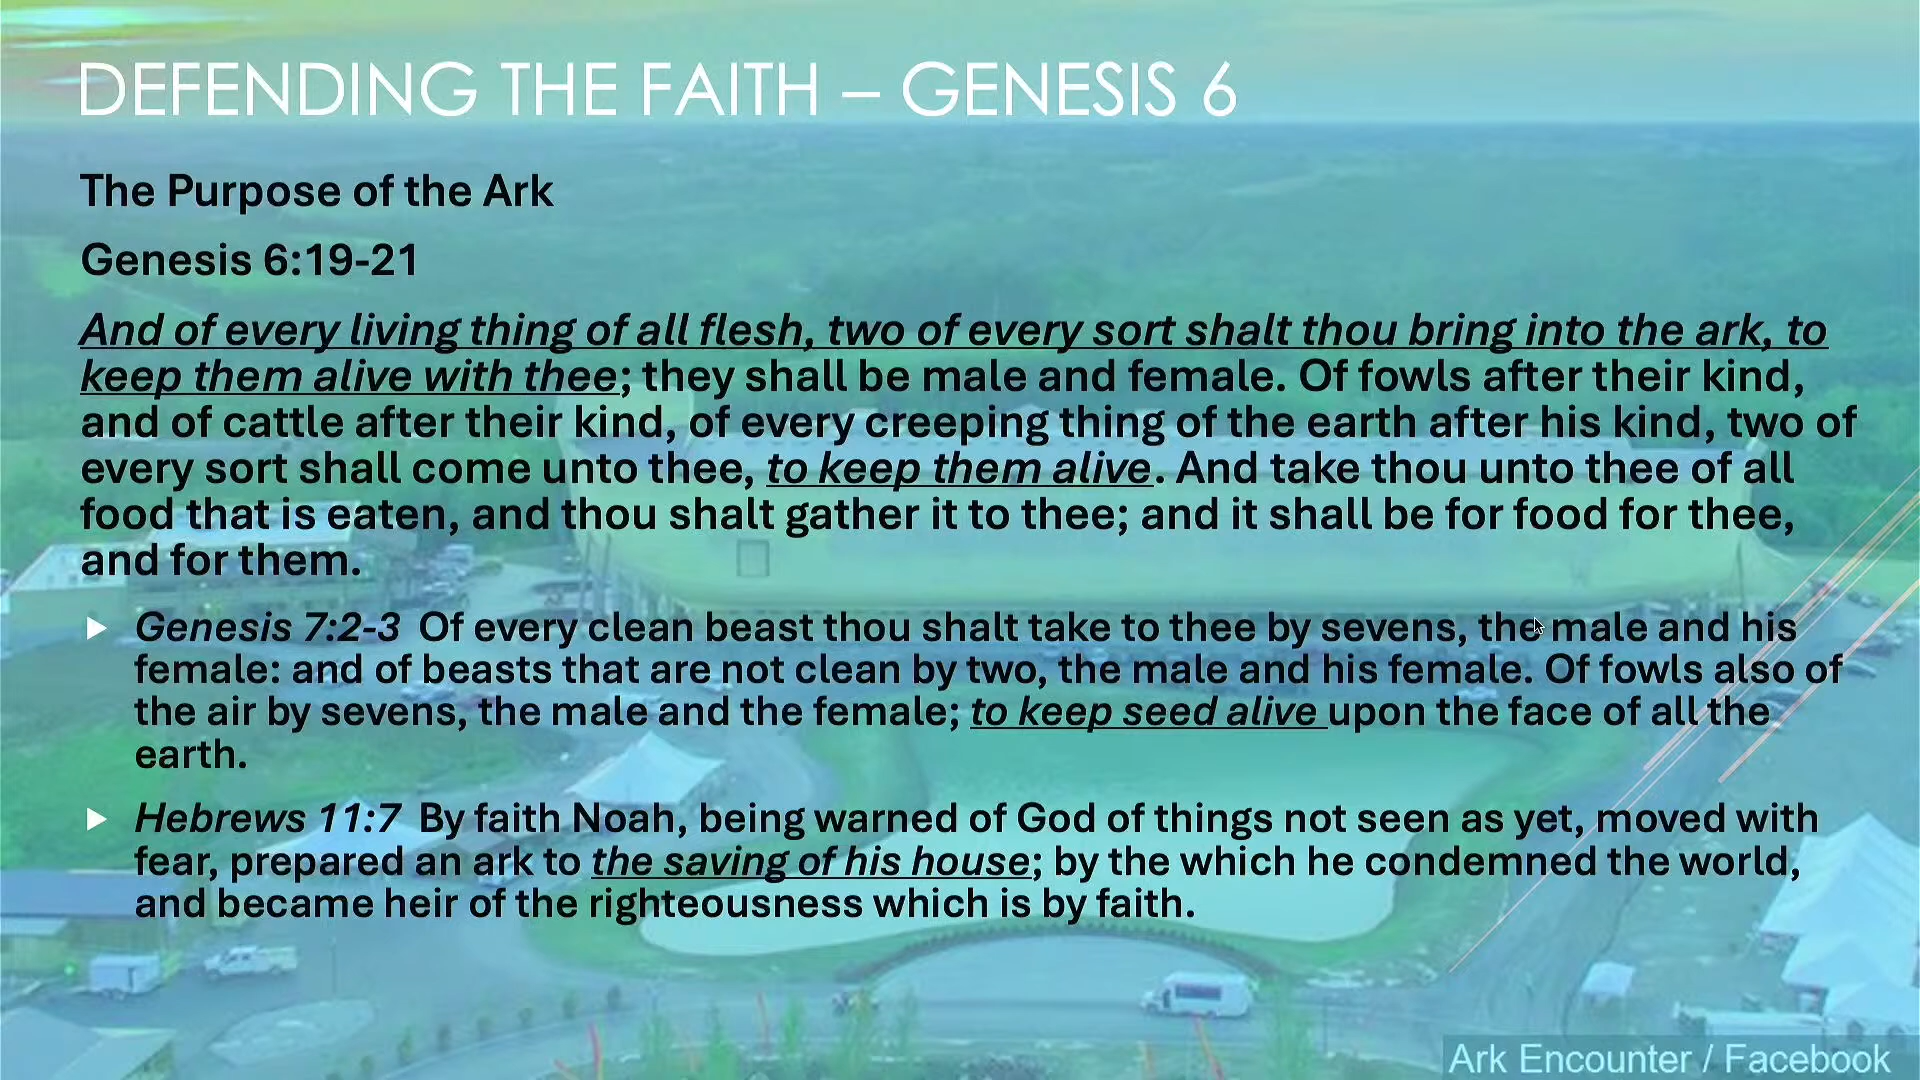 DEFENDING THE FAITH – GENESIS 6
The Purpose of the Ark
Genesis 6:19-21
And of every living thing of all flesh, two of every sort shalt thou bring into the ark, to
keep them alive with thee; they shall be male and female. Of fowls after their kind,
and of cattle after their kind, of every creeping thing of the earth after his kind, two of
every sort shall come unto thee, to keep them alive. And take thou unto thee of all
food that is eaten, and thou shalt gather it to thee; and it shall be for food for thee,
and for them.
Genesis 7:2-3 Of every clean beast thou shalt take to thee by sevens, the male and his
female: and of beasts that are not clean by two, the male and his female. Of fowls also of
the air by sevens, the male and the female; to keep seed alive upon the face of all the
earth.
Hebrews 11:7 By faith Noah, being warned of God of things not seen as yet, moved with
fear, prepared an ark to the saving of his house; by the which he condemned the world,
and became heir of the righteousness which is by faith.
Ark Encounter / Facebook